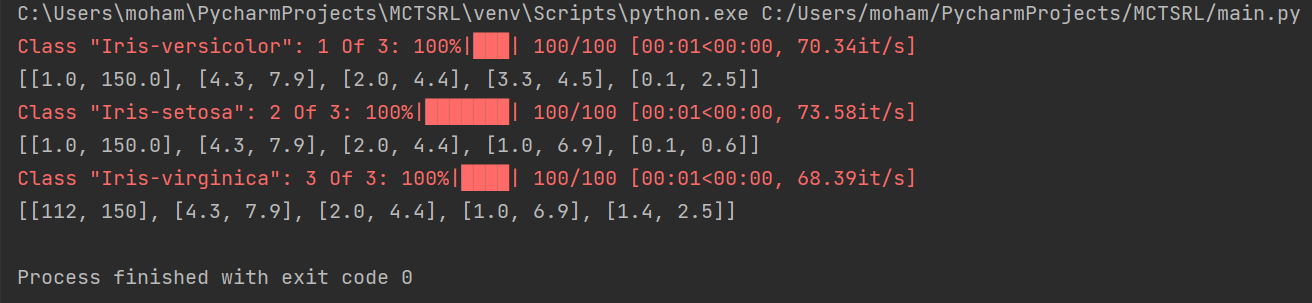 C:\Users\moham\PycharmProjects\MCTSRL\venv\Scripts\python.exe C:/Users/moham/PycharmProjects/MCTSRL/main.py
Class "Iris-versicolor": 1 Of 3: 100%|███| 100/100 [00:01<00:00, 70.34it/s]
[[1.0, 150.0], [4.3, 7.9], [2.0, 4.4], [3.3, 4.5], [0.1, 2.5]]
Class "Iris-setosa": 2 Of 3: 100%|███████| 100/100 [00:01<00:00, 73.58it/s]
[[1.0, 150.0], [4.3, 7.9], [2.0, 4.4], [1.0, 6.9], [0.1, 0.6]]
Class "Iris-virginica": 3 Of 3: 100%|████| 100/100 [00:01<00:00, 68.39it/s]
[[112, 150], [4.3, 7.9], [2.0, 4.4], [1.0, 6.9], [1.4, 2.5]]
Process finished with exit code 0